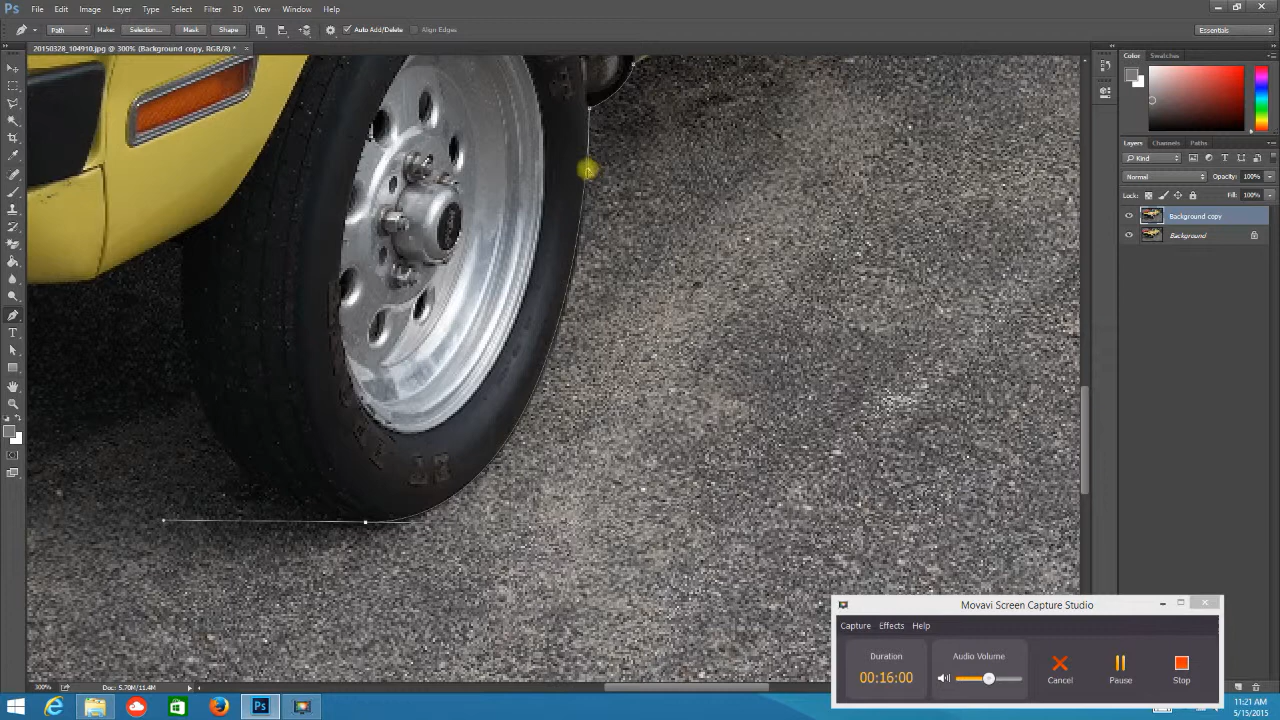 Ps File Edit Image Layer Type Select Filter 3D View Window Help
Path Make: Selection... Mask Shape Auto Add/Delete Align Edges Essentials
20150328_104910.jpg @ 300% (Background copy, RGB/8) *
Color Swatches
Layers Channels Paths
Kind
Normal Opacity: 100%
Lock: Fill: 100%
Background copy
Background
Movavi Screen Capture Studio
Capture Effects Help
Duration Audio Volume
00:16:00 Cancel Pause Stop
300% Doc: 5.70M/11.4M
Ps
11:21 AM
5/15/2015